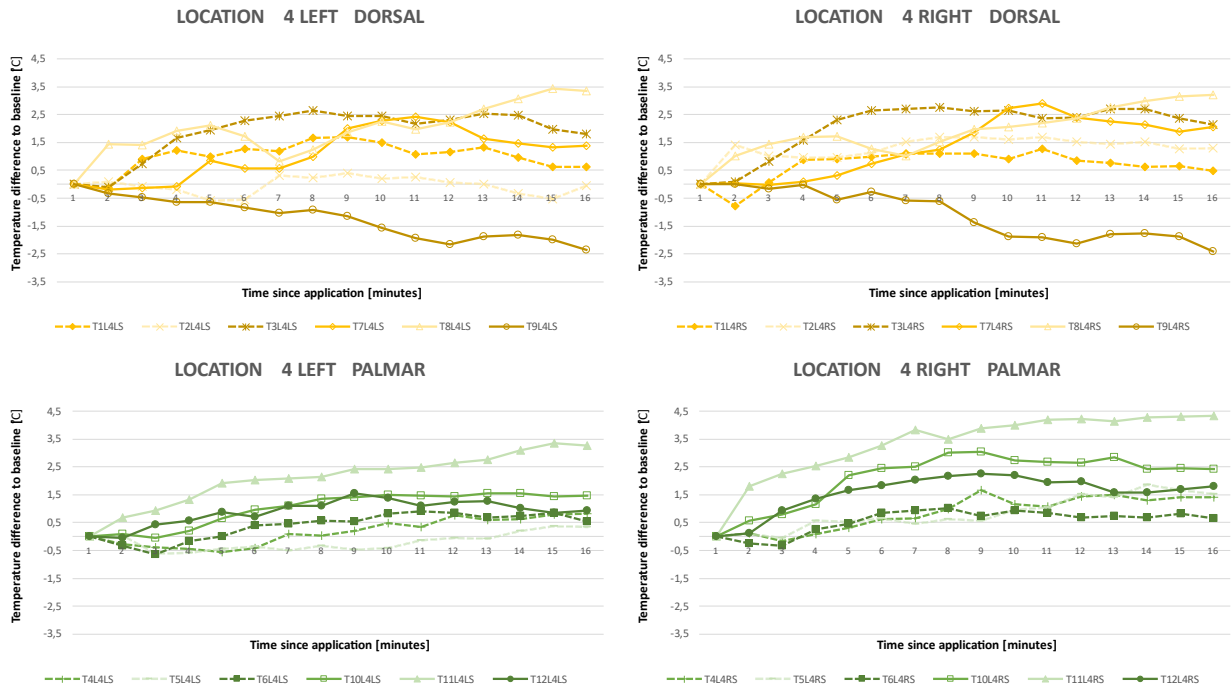 LOCATION 4 LEFT DORSAL
Temperature difference to baseline [C]
4,5
3,5
2,5
1,5
0,5
-0,5
-1,5
-2,5
-3,5
1 2 3 4 5 6 7 8 9 10 11 12 13 14 15 16
Time since application [minutes]
T1L4LS T2L4LS T3L4LS T7L4LS T8L4LS T9L4LS
LOCATION 4 RIGHT DORSAL
Temperature difference to baseline [C]
4,5
3,5
2,5
1,5
0,5
-0,5
-1,5
-2,5
-3,5
1 2 3 4 5 6 7 8 9 10 11 12 13 14 15 16
Time since application [minutes]
T1L4RS T2L4RS T3L4RS T7L4RS T8L4RS T9L4RS
LOCATION 4 LEFT PALMAR
Temperature difference to baseline [C]
4,5
3,5
2,5
1,5
0,5
-0,5
-1,5
-2,5
-3,5
1 2 3 4 5 6 7 8 9 10 11 12 13 14 15 16
Time since application [minutes]
T4L4LS T5L4LS T6L4LS T10L4LS T11L4LS T12L4LS
LOCATION 4 RIGHT PALMAR
Temperature difference to baseline [C]
4,5
3,5
2,5
1,5
0,5
-0,5
-1,5
-2,5
-3,5
1 2 3 4 5 6 7 8 9 10 11 12 13 14 15 16
Time since application [minutes]
T4L4RS T5L4RS T6L4RS T10L4RS T11L4RS T12L4RS